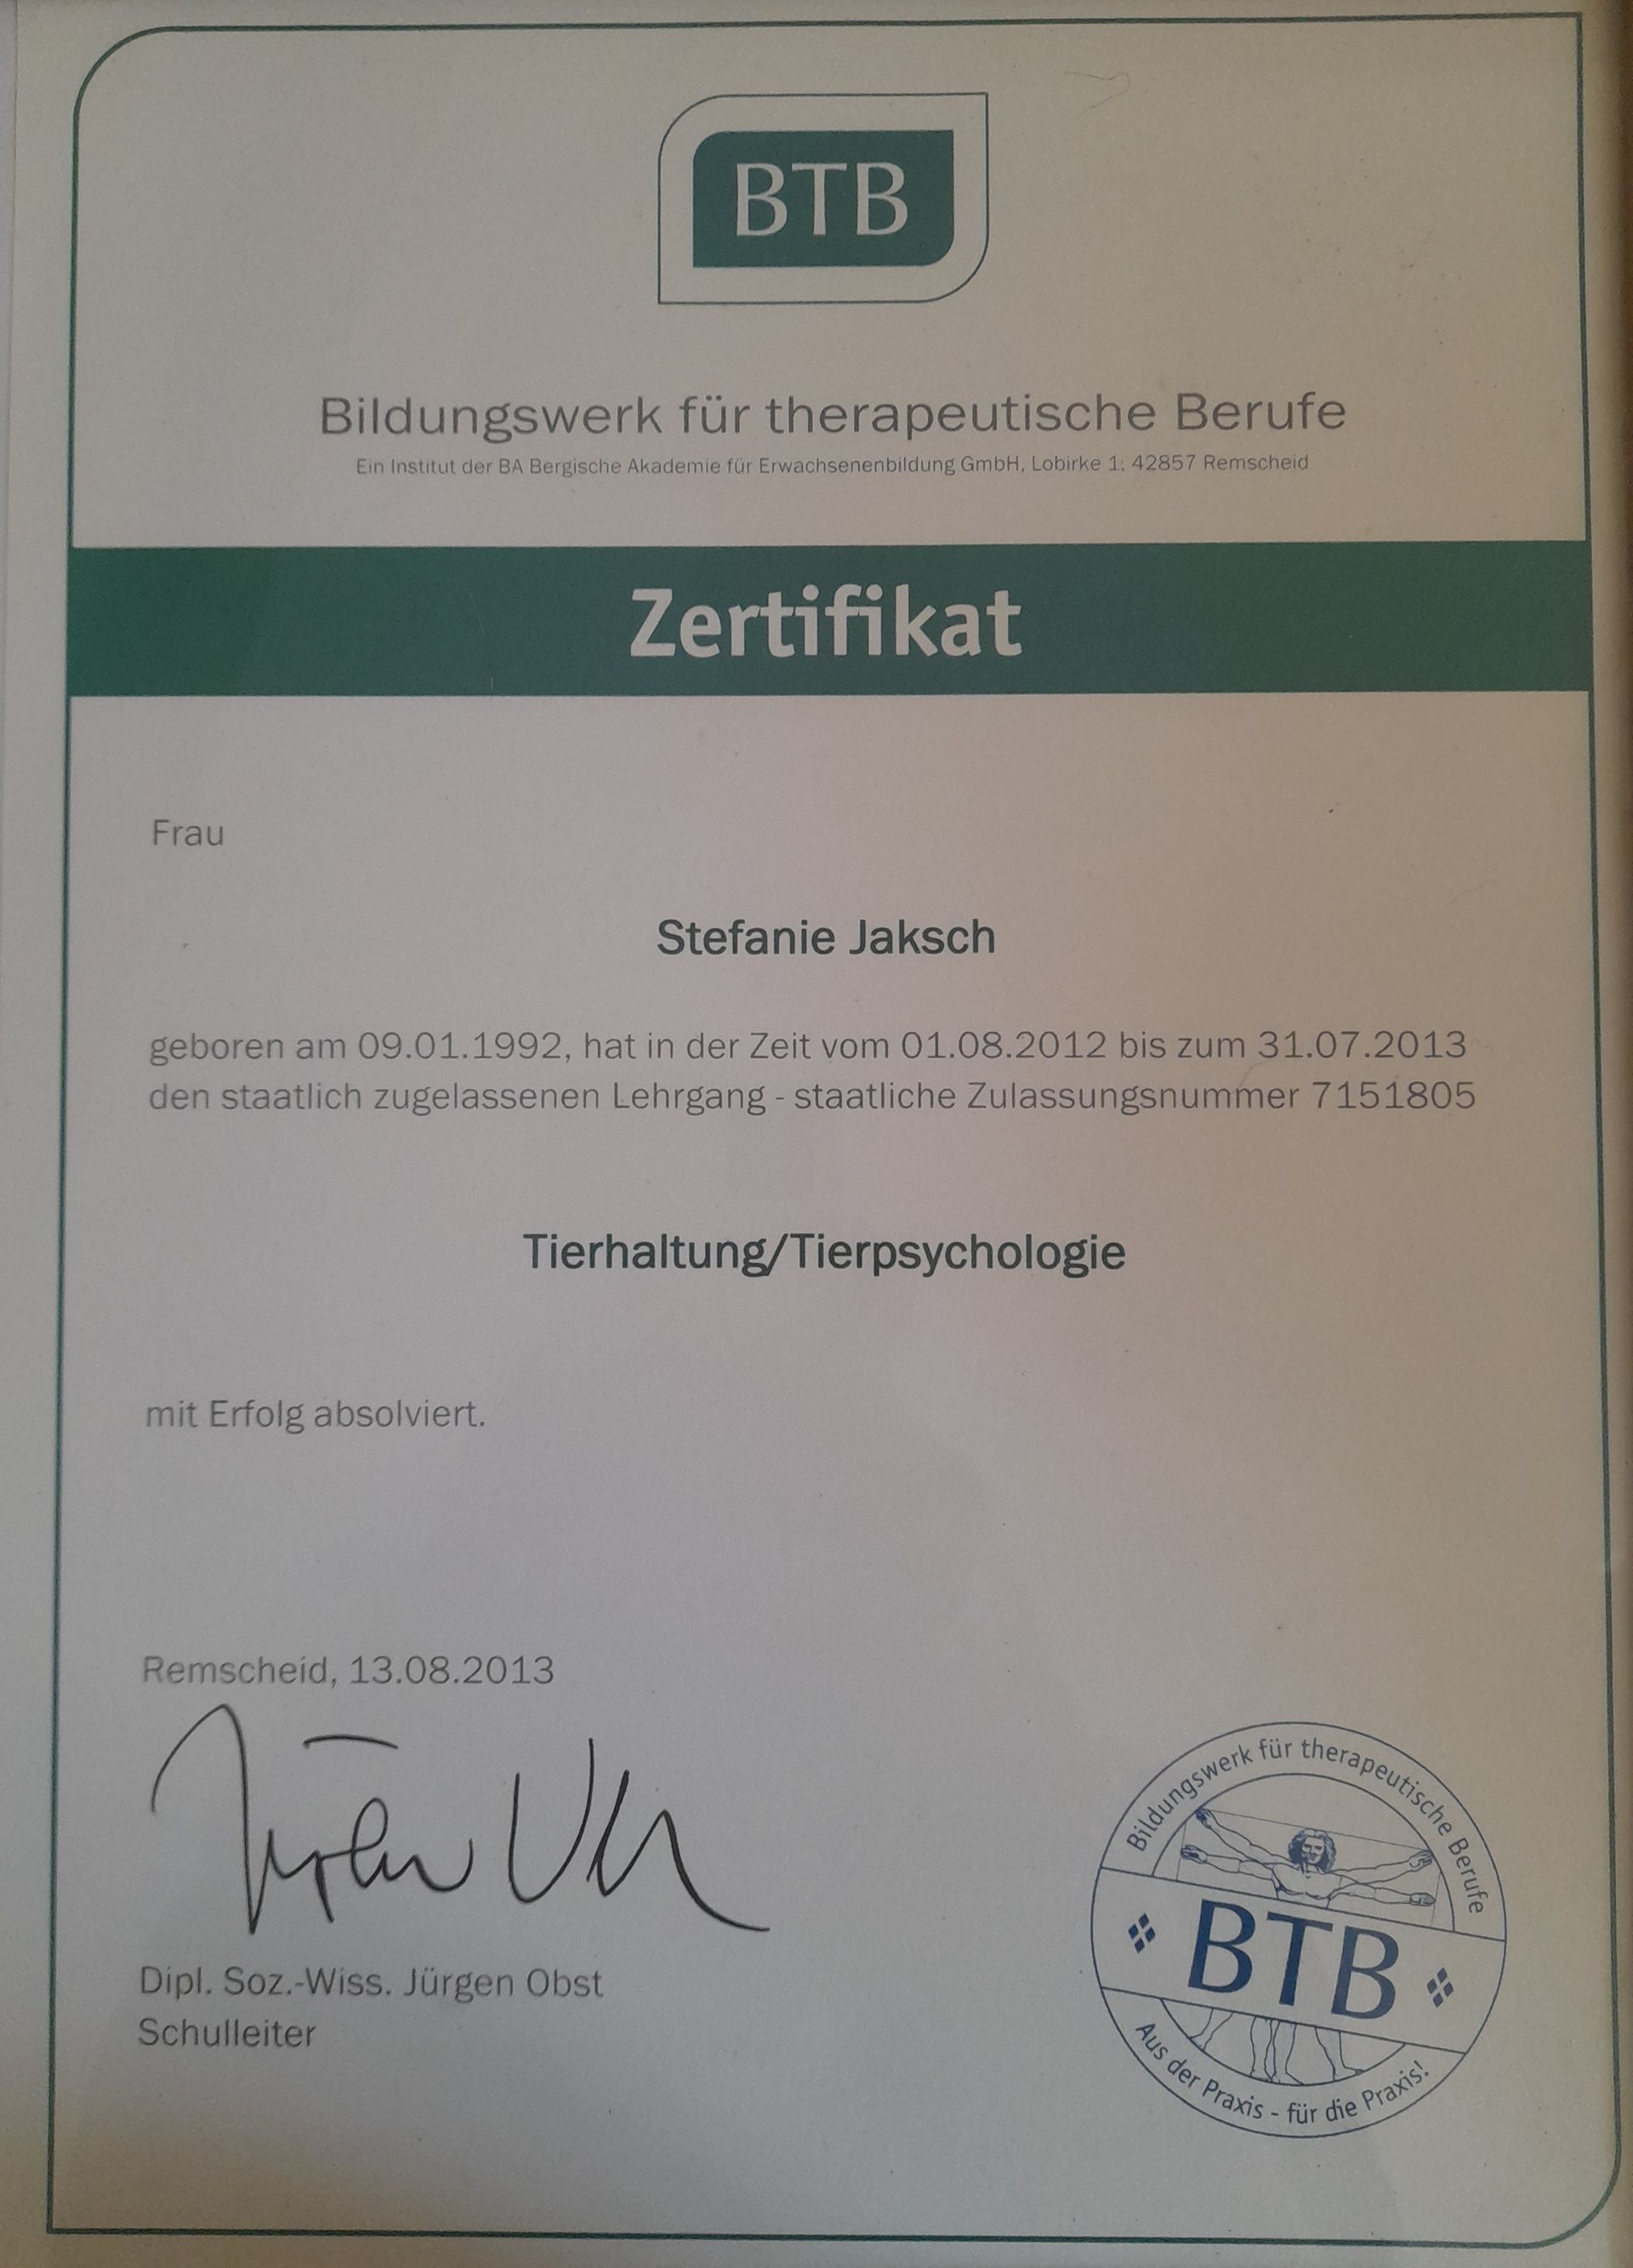 BTB
Bildungswerk für therapeutische Berufe
Ein Institut der BA Bergische Akademie für Erwachsenenbildung GmbH, Lobirke 1; 42857 Remscheid
Zertifikat
Frau
Stefanie Jaksch
geboren am 09.01.1992, hat in der Zeit vom 01.08.2012 bis zum 31.07.2013
den staatlich zugelassenen Lehrgang - staatliche Zulassungsnummer 7151805
Tierhaltung/Tierpsychologie
mit Erfolg absolviert.
Remscheid, 13.08.2013
Dipl. Soz.-Wiss. Jürgen Obst
Schulleiter
Bildungswerk für therapeutische Berufe
BTB
Aus der Praxis - für die Praxis!